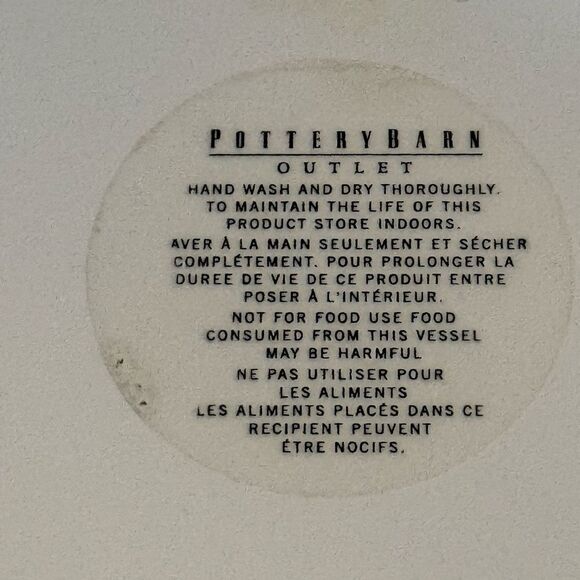 POTTERYBARN
OUTLET
HAND WASH AND DRY THOROUGHLY.
TO MAINTAIN THE LIFE OF THIS
PRODUCT STORE INDOORS.
AVER À LA MAIN SEULEMENT ET SÉCHER
COMPLÉTEMENT. POUR PROLONGER LA
DUREE DE VIE DE CE PRODUIT ENTRE
POSER À L'INTÉRIEUR.
NOT FOR FOOD USE FOOD
CONSUMED FROM THIS VESSEL
MAY BE HARMFUL
NE PAS UTILISER POUR
LES ALIMENTS
LES ALIMENTS PLACÉS DANS CE
RECIPIENT PEUVENT
ÉTRE NOCIFS.